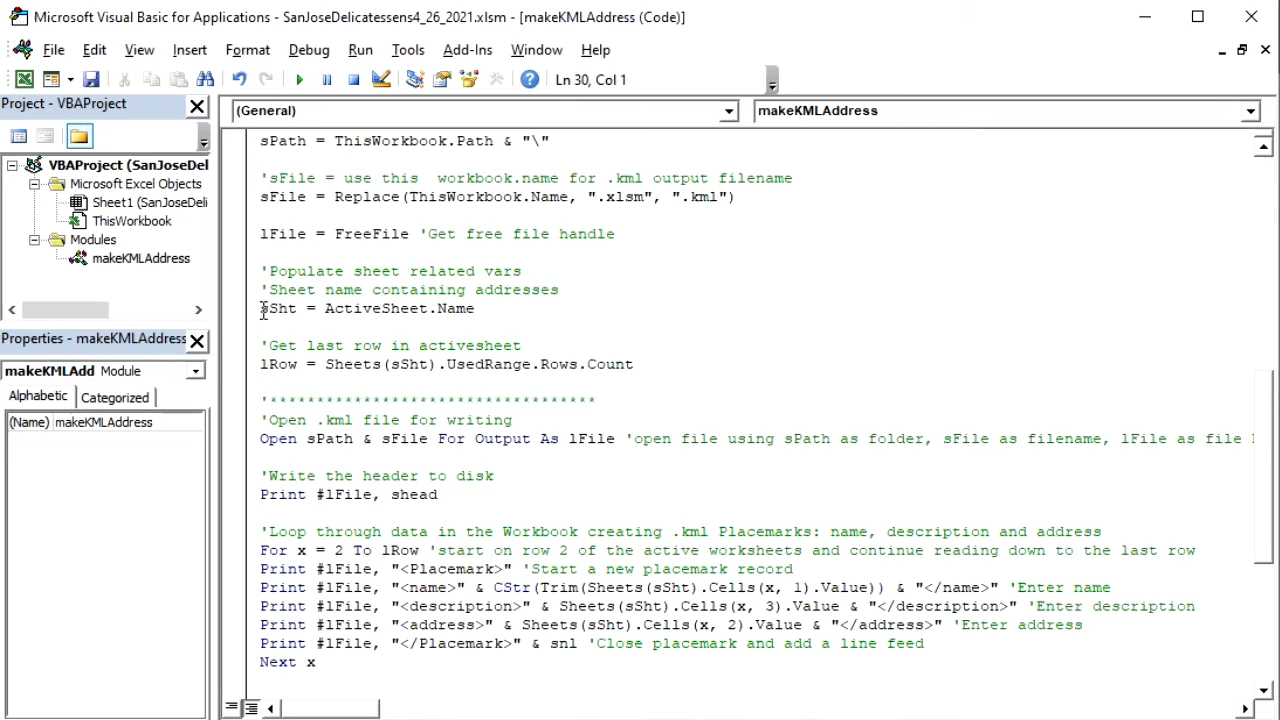 Microsoft Visual Basic for Applications - SanJoseDelicatessens4_26_2021.xlsm - [makeKMLAddress (Code)]
File Edit View Insert Format Debug Run Tools Add-Ins Window Help
Ln 30, Col 1
Project - VBAProject
(General) makeKMLAddress
VBAProject (SanJoseDel
Microsoft Excel Objects
Sheet1 (SanJoseDeli
ThisWorkbook
Modules
makeKMLAddress
Properties - makeKMLAddress
makeKMLAdd Module
Alphabetic Categorized
(Name) makeKMLAddress
sPath = ThisWorkbook.Path & "\"
'sFile = use this  workbook.name for .kml output filename
sFile = Replace(ThisWorkbook.Name, ".xlsm", ".kml")
lFile = FreeFile 'Get free file handle
'Populate sheet related vars
'Sheet name containing addresses
sSht = ActiveSheet.Name
'Get last row in activesheet
lRow = Sheets(sSht).UsedRange.Rows.Count
'***********************************
'Open .kml file for writing
Open sPath & sFile For Output As lFile 'open file using sPath as folder, sFile as filename, lFile as file
'Write the header to disk
Print #lFile, shead
'Loop through data in the Workbook creating .kml Placemarks: name, description and address
For x = 2 To lRow 'start on row 2 of the active worksheets and continue reading down to the last row
Print #lFile, "<Placemark>" 'Start a new placemark record
Print #lFile, "<name>" & CStr(Trim(Sheets(sSht).Cells(x, 1).Value)) & "</name>" 'Enter name
Print #lFile, "<description>" & Sheets(sSht).Cells(x, 3).Value & "</description>" 'Enter description
Print #lFile, "<address>" & Sheets(sSht).Cells(x, 2).Value & "</address>" 'Enter address
Print #lFile, "</Placemark>" & snl 'Close placemark and add a line feed
Next x